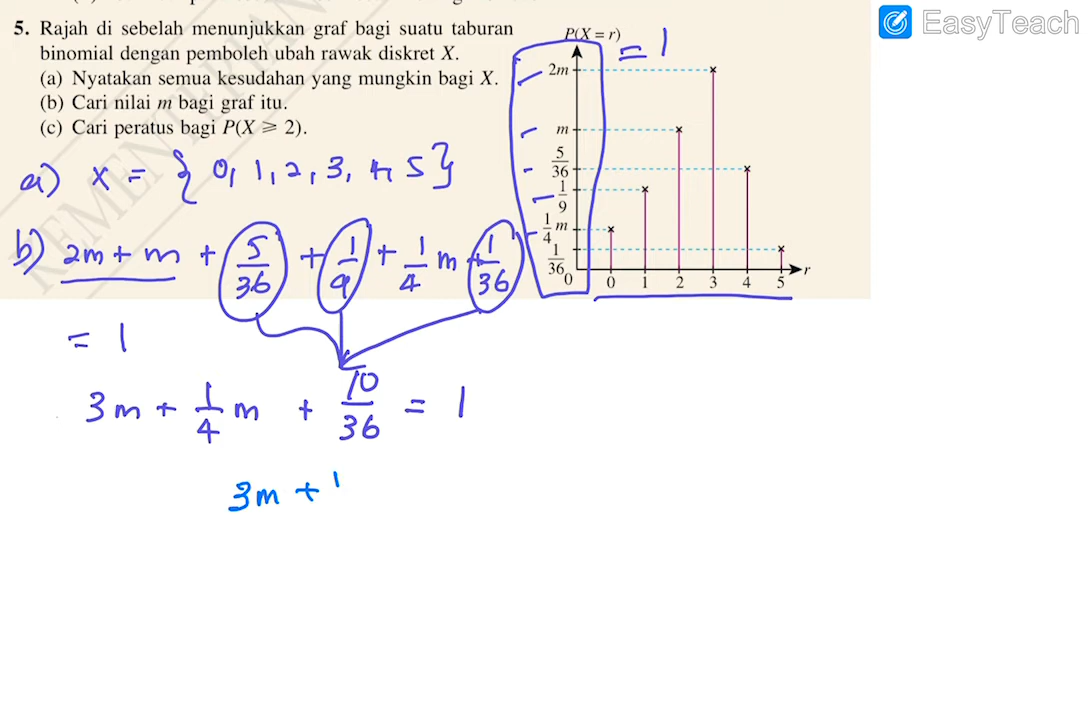 5. Rajah di sebelah menunjukkan graf bagi suatu taburan
binomial dengan pemboleh ubah rawak diskret X.
(a) Nyatakan semua kesudahan yang mungkin bagi X.
(b) Cari nilai m bagi graf itu.
(c) Cari peratus bagi P(X ⩾ 2).
EasyTeach
P(X = r)
= 1
2m
m
5/36
1/9
1/4 m
1/36
0
0 1 2 3 4 5 r
a) X = { 0, 1, 2, 3, 4, 5 }
b) 2m + m + 5/36 + 1/9 + 1/4 m + 1/36
= 1
3m + 1/4 m + 10/36 = 1
3m + 1